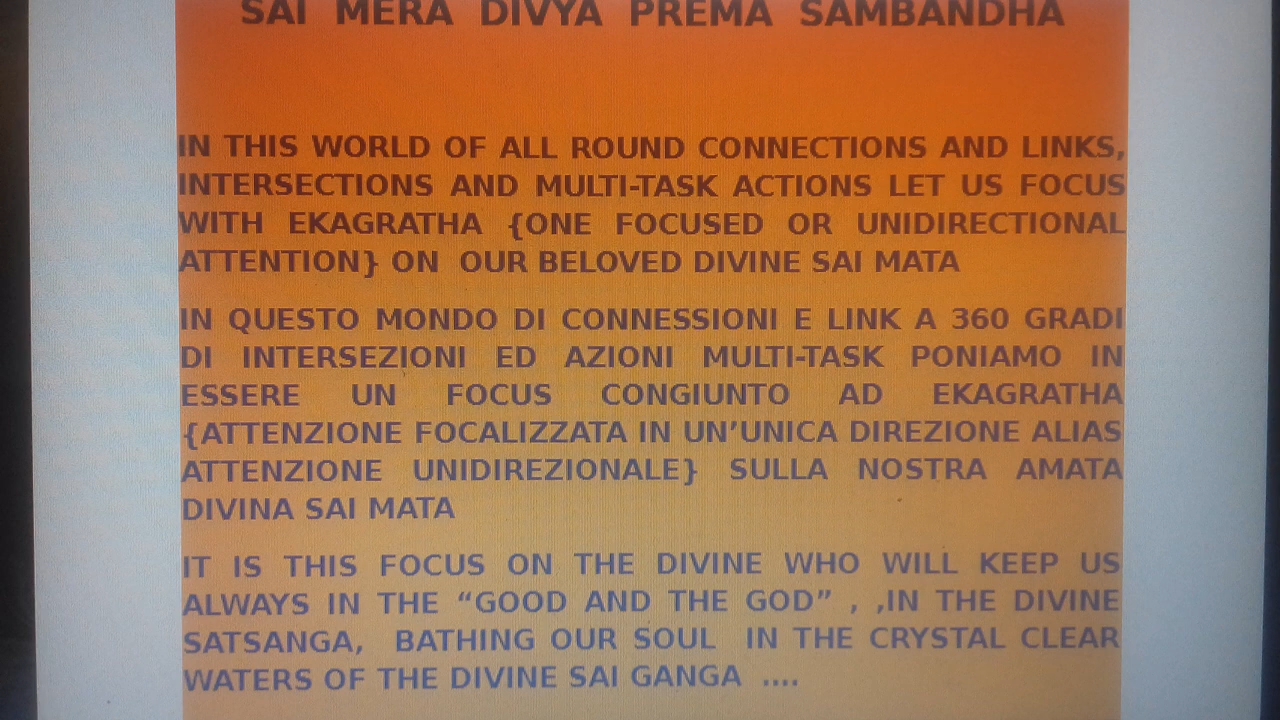 SAI MERA DIVYA PREMA SAMBANDHA
IN THIS WORLD OF ALL ROUND CONNECTIONS AND LINKS,
INTERSECTIONS AND MULTI-TASK ACTIONS LET US FOCUS
WITH EKAGRATHA {ONE FOCUSED OR UNIDIRECTIONAL
ATTENTION} ON OUR BELOVED DIVINE SAI MATA
IN QUESTO MONDO DI CONNESSIONI E LINK A 360 GRADI
DI INTERSEZIONI ED AZIONI MULTI-TASK PONIAMO IN
ESSERE UN FOCUS CONGIUNTO AD EKAGRATHA
{ATTENZIONE FOCALIZZATA IN UN’UNICA DIREZIONE ALIAS
ATTENZIONE UNIDIREZIONALE} SULLA NOSTRA AMATA
DIVINA SAI MATA
IT IS THIS FOCUS ON THE DIVINE WHO WILL KEEP US
ALWAYS IN THE “GOOD AND THE GOD” , ,IN THE DIVINE
SATSANGA, BATHING OUR SOUL IN THE CRYSTAL CLEAR
WATERS OF THE DIVINE SAI GANGA ....